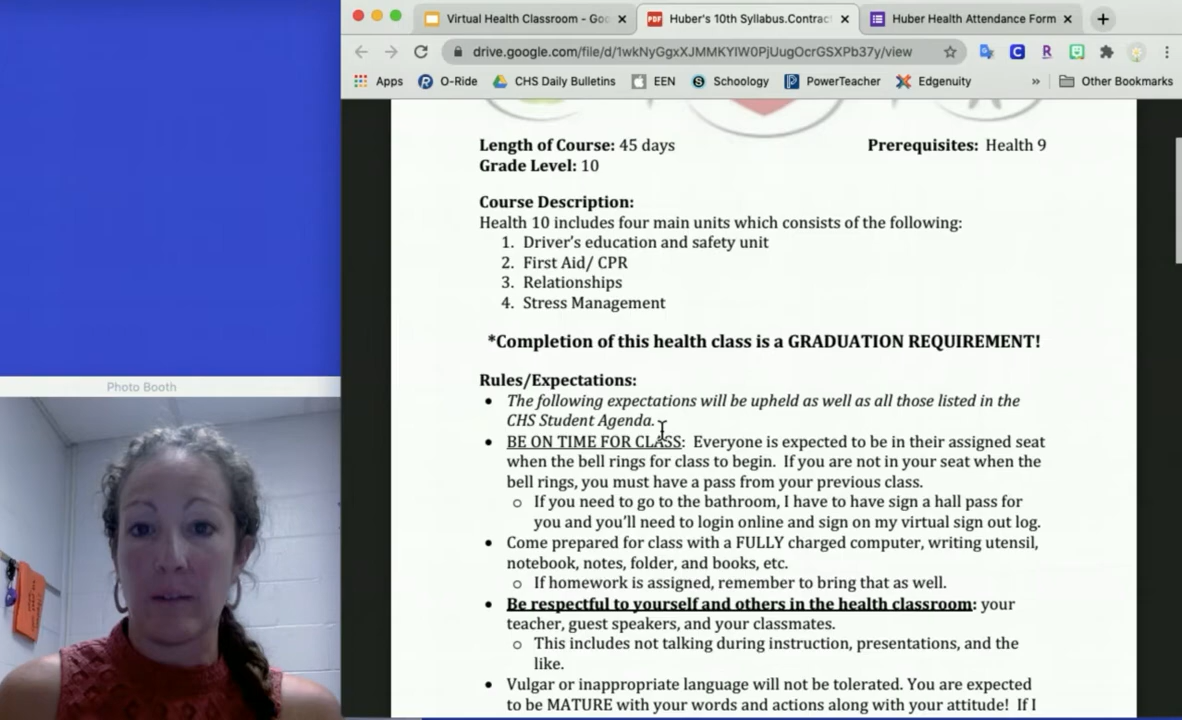 Virtual Health Classroom - Goo
Huber's 10th Syllabus.Contract
Huber Health Attendance Form
drive.google.com/file/d/1wkNyGgxXJMMKYIW0PjUugOcrGSXPb37y/view
Apps
O-Ride
CHS Daily Bulletins
EEN
Schoology
PowerTeacher
Edgenuity
»
Other Bookmarks
Length of Course: 45 days
Prerequisites: Health 9
Grade Level: 10
Course Description:
Health 10 includes four main units which consists of the following:
1. Driver's education and safety unit
2. First Aid/ CPR
3. Relationships
4. Stress Management
*Completion of this health class is a GRADUATION REQUIREMENT!
Rules/Expectations:
• The following expectations will be upheld as well as all those listed in the
CHS Student Agenda.
• BE ON TIME FOR CLASS: Everyone is expected to be in their assigned seat
when the bell rings for class to begin. If you are not in your seat when the
bell rings, you must have a pass from your previous class.
o If you need to go to the bathroom, I have to have sign a hall pass for
you and you'll need to login online and sign on my virtual sign out log.
• Come prepared for class with a FULLY charged computer, writing utensil,
notebook, notes, folder, and books, etc.
o If homework is assigned, remember to bring that as well.
• Be respectful to yourself and others in the health classroom: your
teacher, guest speakers, and your classmates.
o This includes not talking during instruction, presentations, and the
like.
• Vulgar or inappropriate language will not be tolerated. You are expected
to be MATURE with your words and actions along with your attitude! If I
Photo Booth